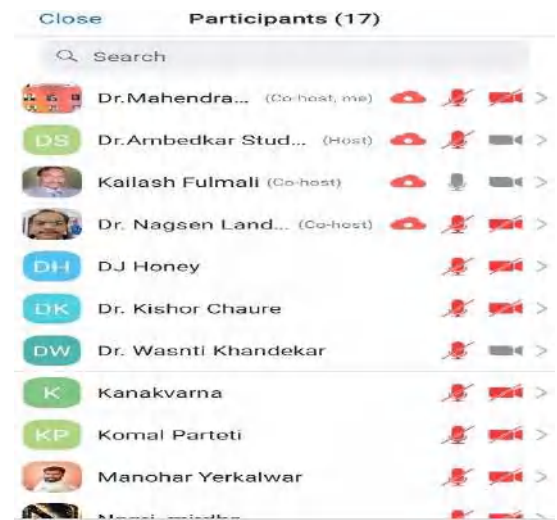 Close Participants (17)
Search
Dr.Mahendra... (Co-host, me)
DS Dr.Ambedkar Stud... (Host)
Kailash Fulmali (Co-host)
Dr. Nagsen Land... (Co-host)
DH DJ Honey
DK Dr. Kishor Chaure
DW Dr. Wasnti Khandekar
K Kanakvarna
KP Komal Parteti
Manohar Yerkalwar